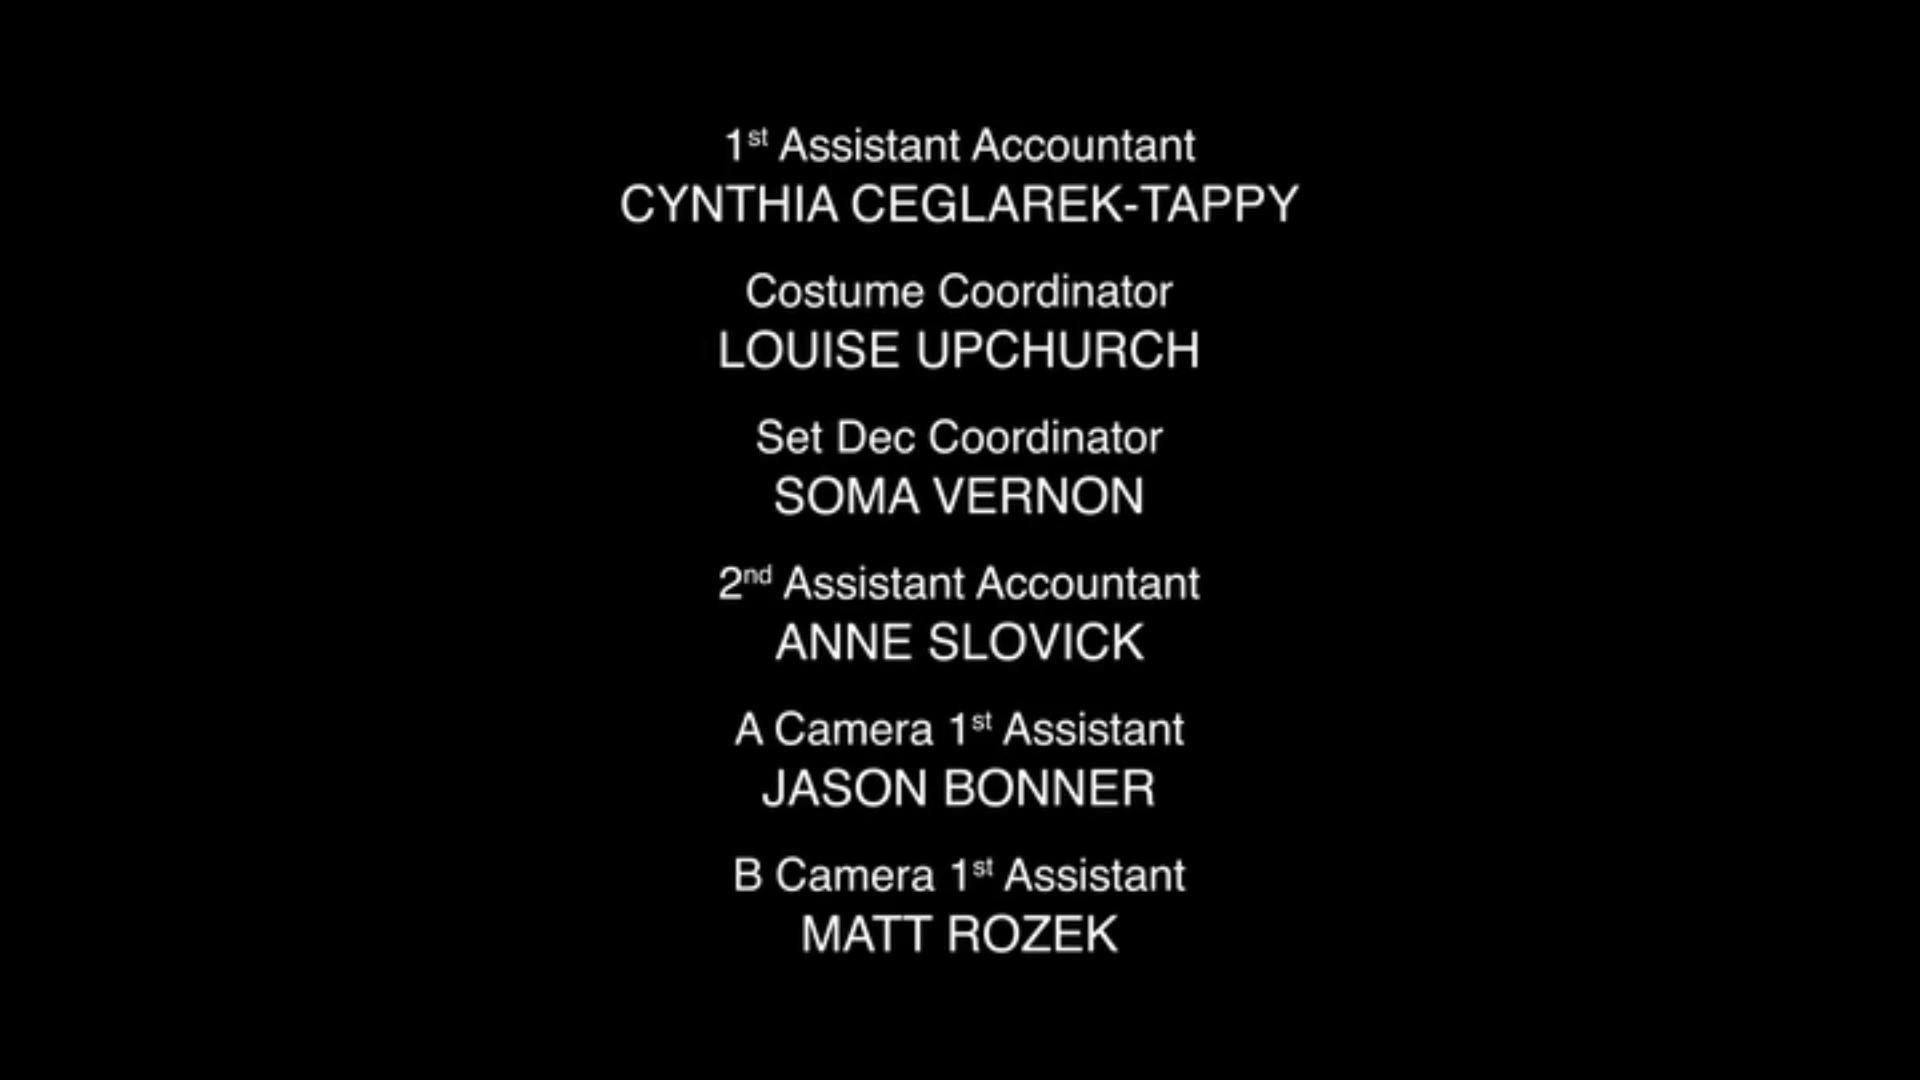 1st Assistant Accountant
CYNTHIA CEGLAREK-TAPPY
Costume Coordinator
LOUISE UPCHURCH
Set Dec Coordinator
SOMA VERNON
2nd Assistant Accountant
ANNE SLOVICK
A Camera 1st Assistant
JASON BONNER
B Camera 1st Assistant
MATT ROZEK